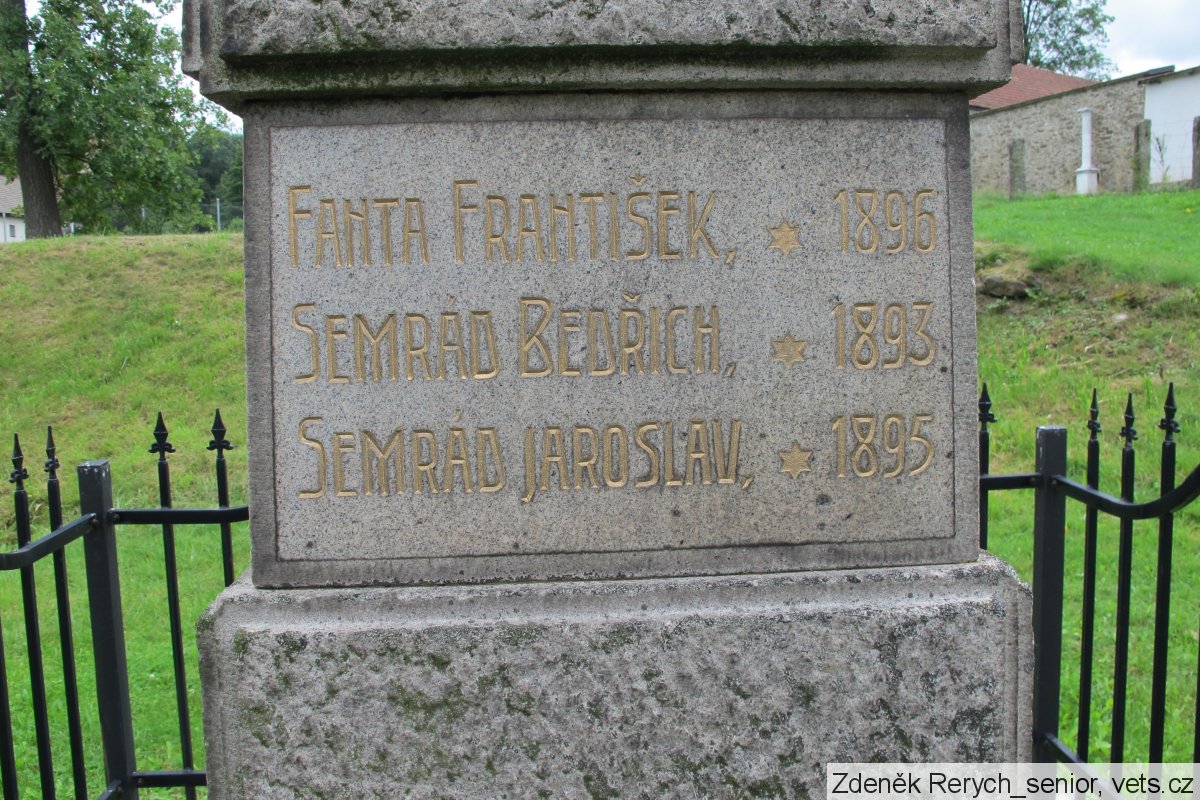 Fanta František, * 1896
Semrád Bedřich, * 1893
Semrád Jaroslav, * 1895
Zdeněk Rerych_senior, vets.cz